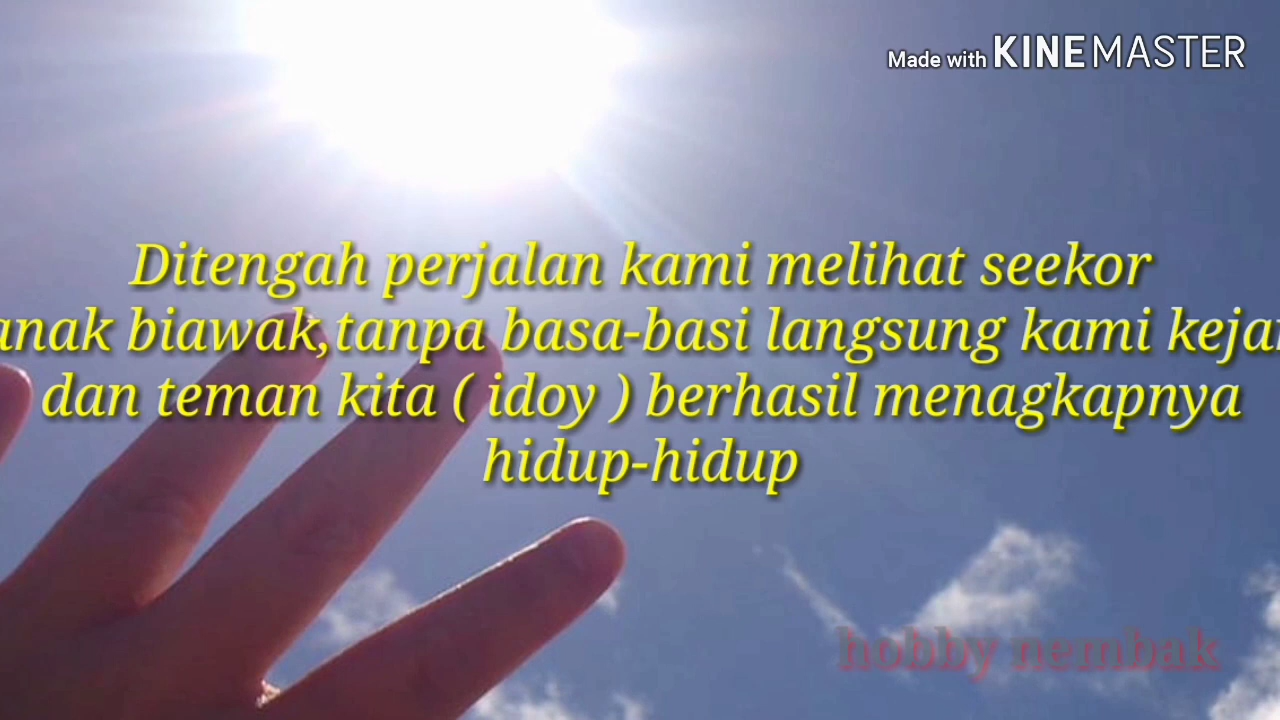 Made with KINEMASTER
Ditengah perjalan kami melihat seekor
anak biawak,tanpa basa-basi langsung kami kejar
dan teman kita ( idoy ) berhasil menagkapnya
hidup-hidup
hobby nembak